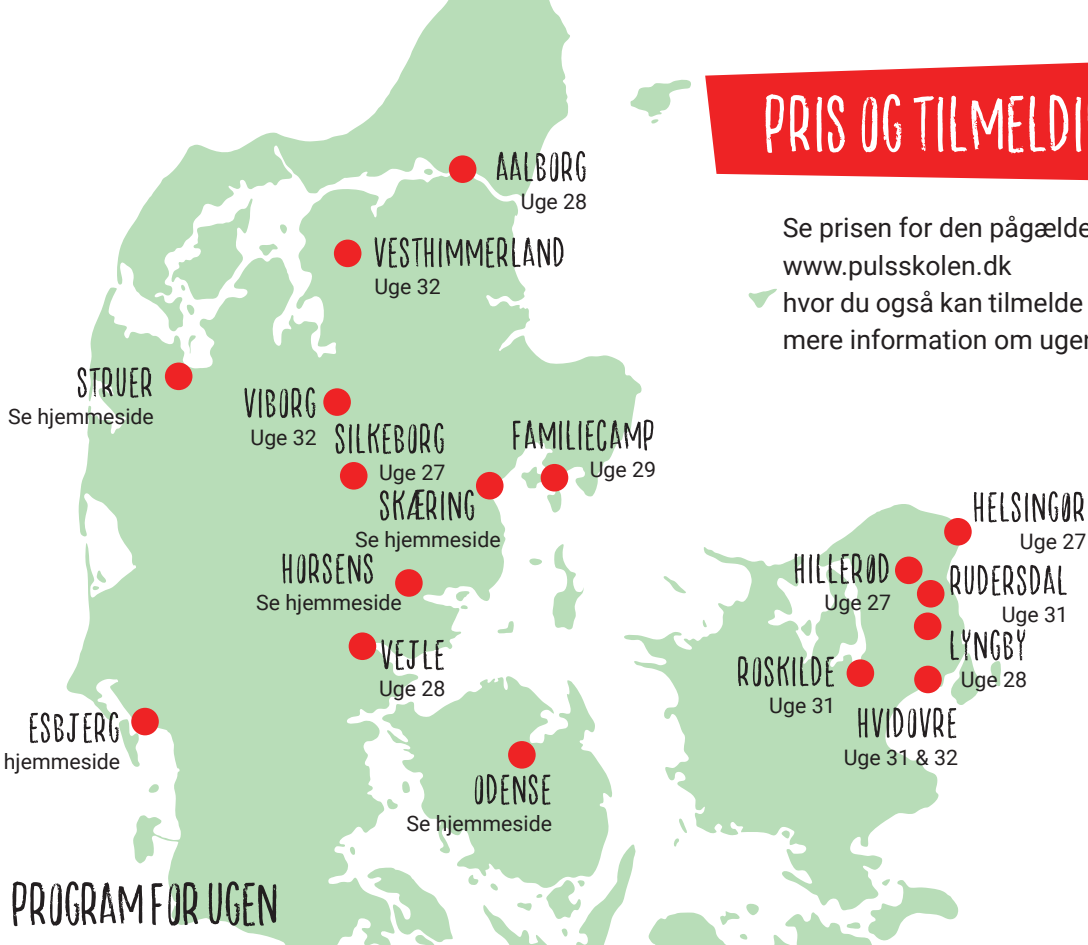 PRIS OG TILMELDI
Se prisen for den pågælde
www.pulsskolen.dk
hvor du også kan tilmelde
mere information om uger
AALBORG
Uge 28
VESTHIMMERLAND
Uge 32
STRUER
Se hjemmeside
VIBORG
Uge 32
SILKEBORG
Uge 27
FAMILIECAMP
Uge 29
SKÆRING
Se hjemmeside
HORSENS
Se hjemmeside
VEJLE
Uge 28
ESBJERG
hjemmeside
ODENSE
Se hjemmeside
HELSINGØR
Uge 27
HILLERØD
Uge 27
RUDERSDAL
Uge 31
LYNGBY
Uge 28
ROSKILDE
Uge 31
HVIDOVRE
Uge 31 & 32
PROGRAM FOR UGEN